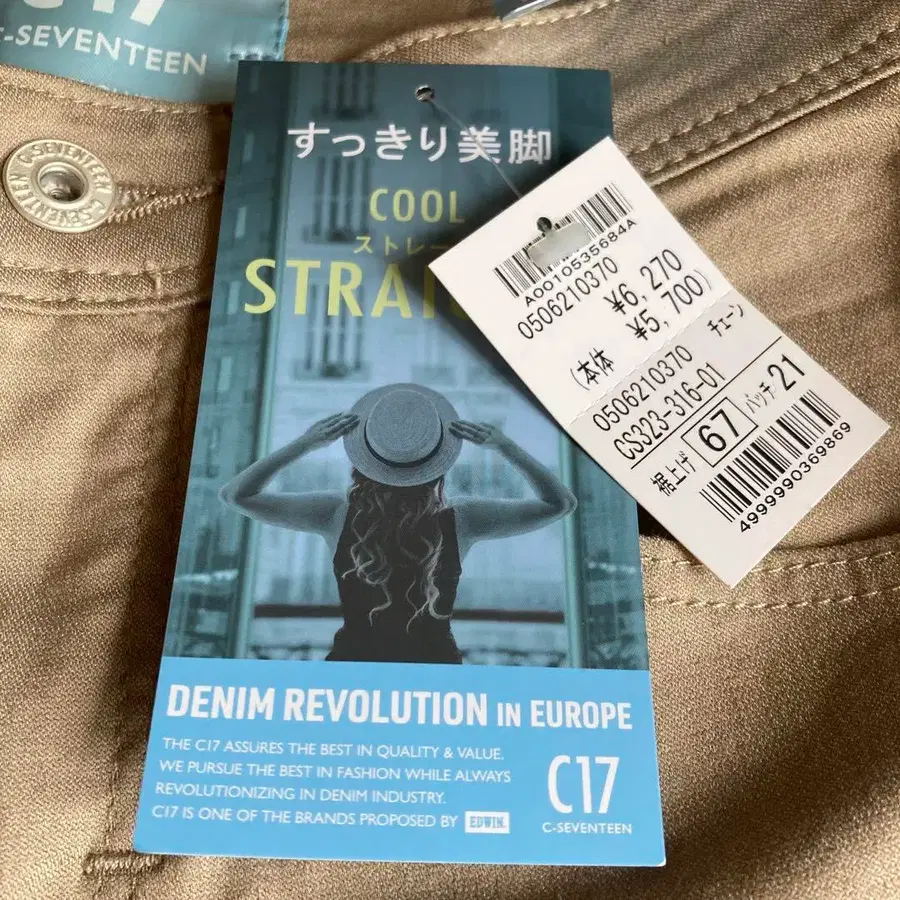 C17
C-SEVENTEEN
C-SEVENTEEN C-SEVENTEEN
すっきり美脚
COOL
ストレー
STRAI
DENIM REVOLUTION IN EUROPE
THE C17 ASSURES THE BEST IN QUALITY & VALUE.
WE PURSUE THE BEST IN FASHION WHILE ALWAYS
REVOLUTIONIZING IN DENIM INDUSTRY.
C17 IS ONE OF THE BRANDS PROPOSED BY EDWIN
C17
C-SEVENTEEN
A0010535684A
0506210370
¥6,270
(本体 ¥5,700)
0506210370 チェーン
CS323-316-01
裾上げ 67 パッチ 21
4999990369869